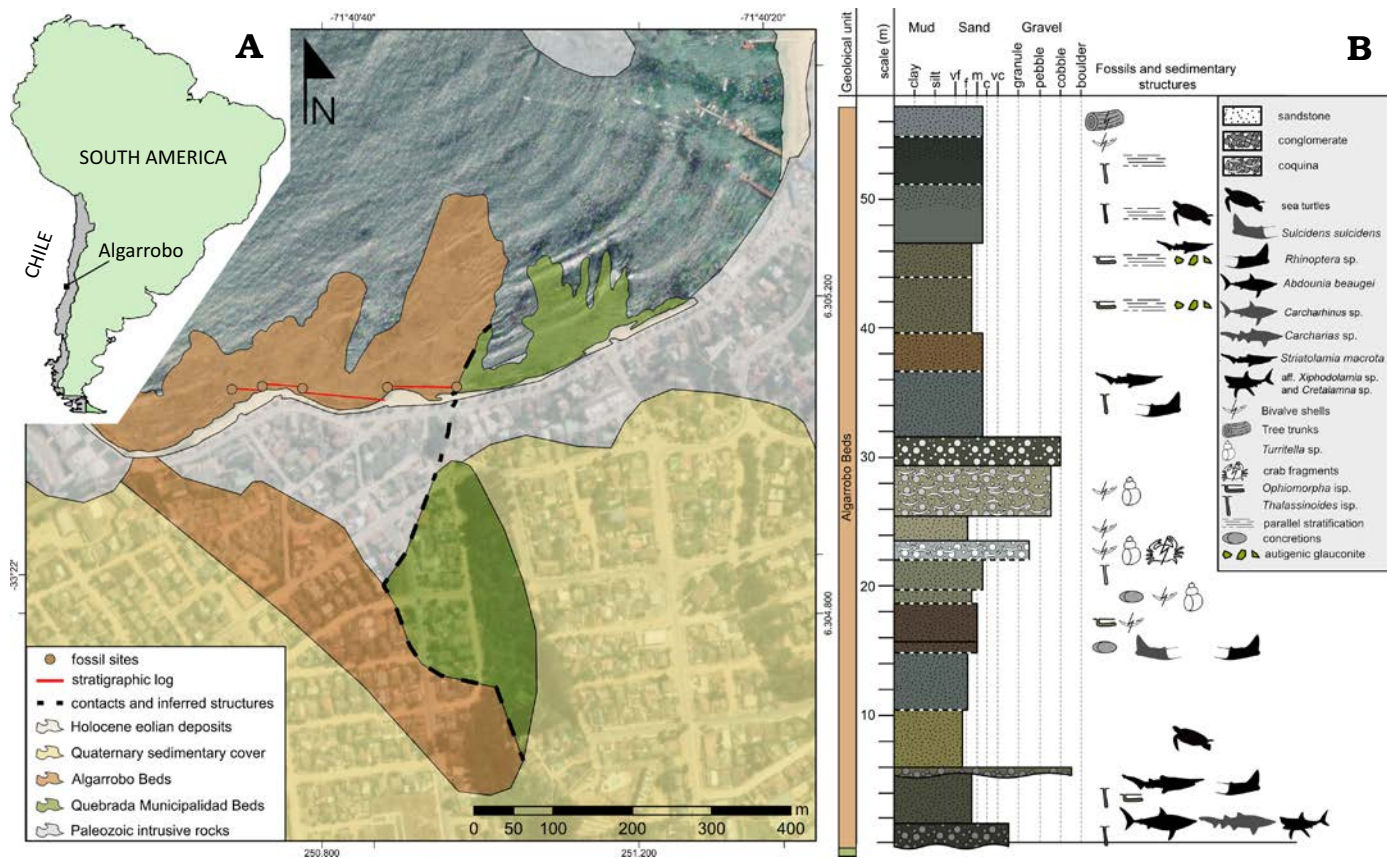 A
SOUTH AMERICA
CHILE
Algarrobo
-71°40'40"
-71°40'20"
N
6.305.200
6.304.800
-33°22'
250.800
251.200
fossil sites
stratigraphic log
contacts and inferred structures
Holocene eolian deposits
Quaternary sedimentary cover
Algarrobo Beds
Quebrada Municipalidad Beds
Paleozoic intrusive rocks
m
0 50 100 200 300 400
B
Geololical unit
scale (m)
Mud Sand Gravel
clay
silt
vf
f
m
c
vc
granule
pebble
cobble
boulder
Fossils and sedimentary
structures
Algarrobo Beds
50
40
30
20
10
sandstone
conglomerate
coquina
sea turtles
Sulcidens sulcidens
Rhinoptera sp.
Abdounia beaugei
Carcharhinus sp.
Carcharias sp.
Striatolamia macrota
aff. Xiphodolamia sp.
and Cretalamna sp.
Bivalve shells
Tree trunks
Turritella sp.
crab fragments
Ophiomorpha isp.
Thalassinoides isp.
parallel stratification
concretions
autigenic glauconite